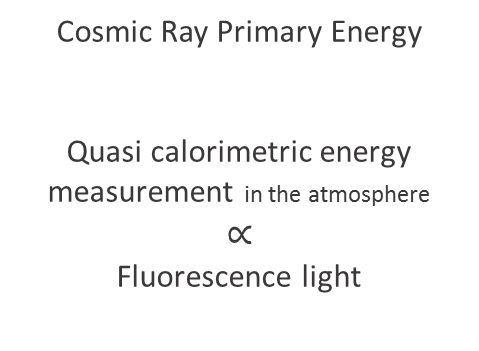 Cosmic Ray Primary Energy
Quasi calorimetric energy
measurement in the atmosphere
∝
Fluorescence light